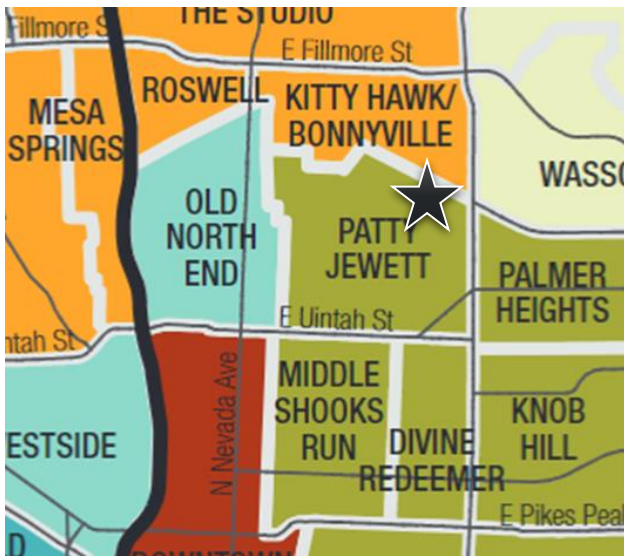 THE STUDIO
Fillmore S
E Fillmore St
ROSWELL
KITTY HAWK/
BONNYVILLE
MESA
SPRINGS
WASSO
OLD
NORTH
END
PATTY
JEWETT
PALMER
HEIGHTS
E Uintah St
ntah St
N Nevada Ave
MIDDLE
SHOOKS
RUN
DIVINE
REDEEMER
KNOB
HILL
ESTSIDE
E Pikes Peak
D
DOWNTOWN